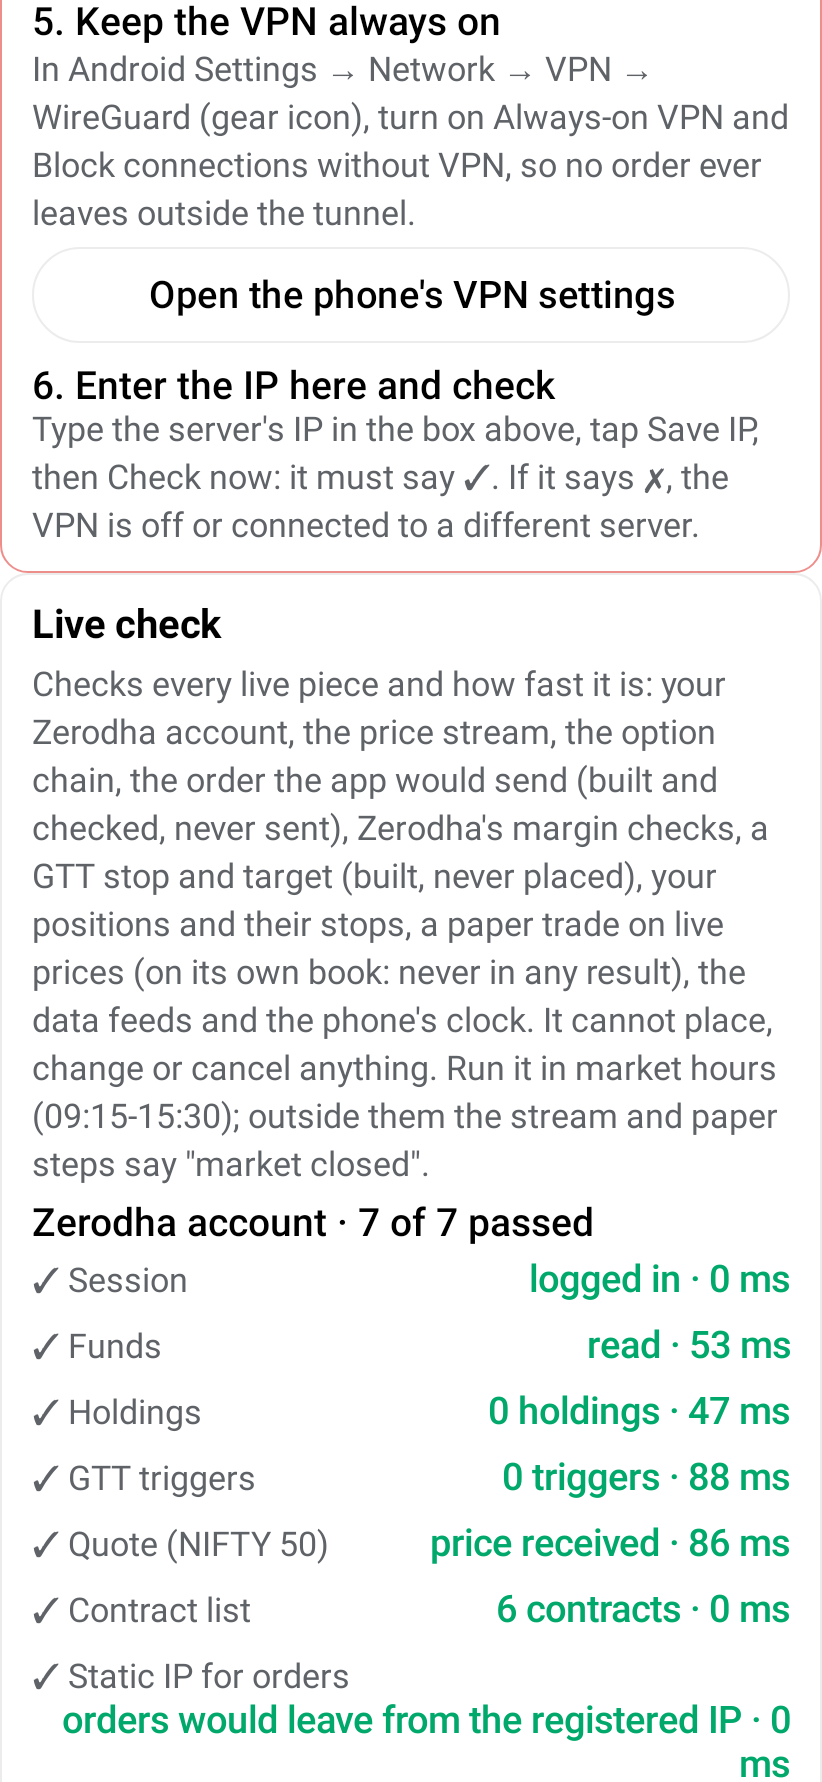 5. Keep the VPN always on
In Android Settings → Network → VPN →
WireGuard (gear icon), turn on Always-on VPN and
Block connections without VPN, so no order ever
leaves outside the tunnel.
Open the phone's VPN settings
6. Enter the IP here and check
Type the server's IP in the box above, tap Save IP,
then Check now: it must say ✓. If it says ✗, the
VPN is off or connected to a different server.
Live check
Checks every live piece and how fast it is: your
Zerodha account, the price stream, the option
chain, the order the app would send (built and
checked, never sent), Zerodha's margin checks, a
GTT stop and target (built, never placed), your
positions and their stops, a paper trade on live
prices (on its own book: never in any result), the
data feeds and the phone's clock. It cannot place,
change or cancel anything. Run it in market hours
(09:15-15:30); outside them the stream and paper
steps say "market closed".
Zerodha account · 7 of 7 passed
✓ Session logged in · 0 ms
✓ Funds read · 53 ms
✓ Holdings 0 holdings · 47 ms
✓ GTT triggers 0 triggers · 88 ms
✓ Quote (NIFTY 50) price received · 86 ms
✓ Contract list 6 contracts · 0 ms
✓ Static IP for orders
orders would leave from the registered IP · 0
ms